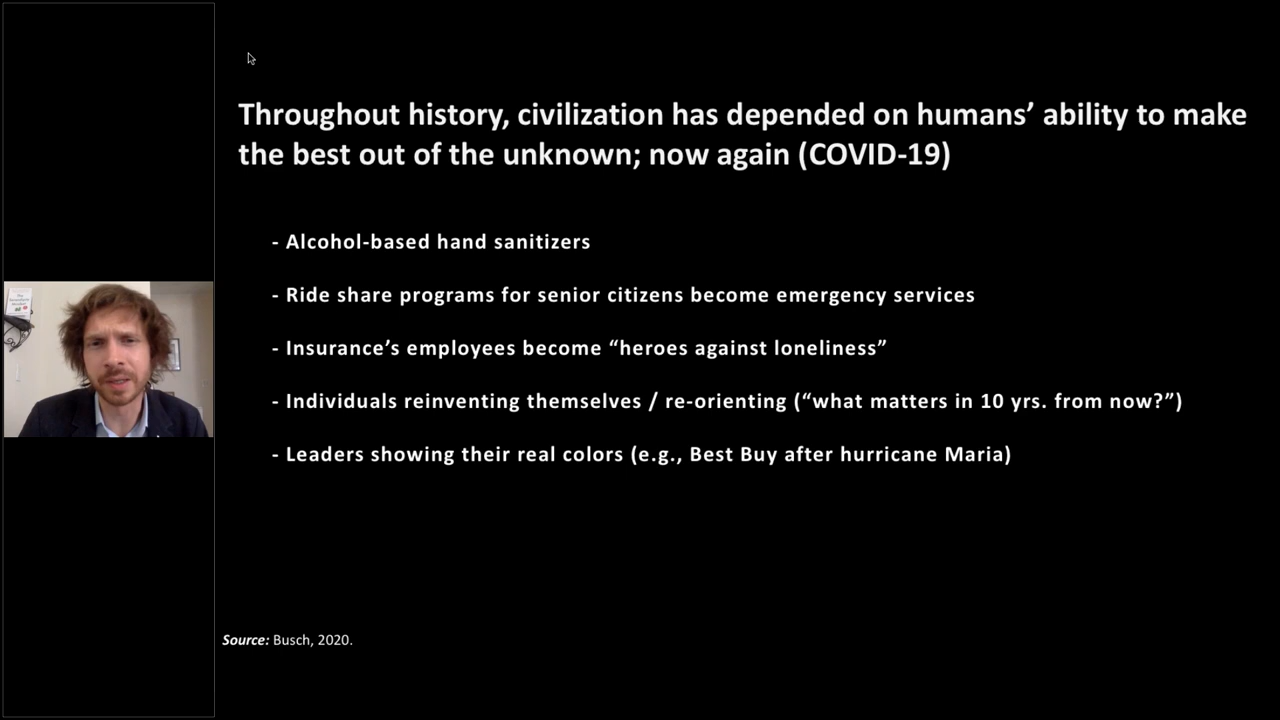 Throughout history, civilization has depended on humans’ ability to make
the best out of the unknown; now again (COVID-19)
- Alcohol-based hand sanitizers
- Ride share programs for senior citizens become emergency services
- Insurance’s employees become “heroes against loneliness”
- Individuals reinventing themselves / re-orienting (“what matters in 10 yrs. from now?”)
- Leaders showing their real colors (e.g., Best Buy after hurricane Maria)
Source: Busch, 2020.